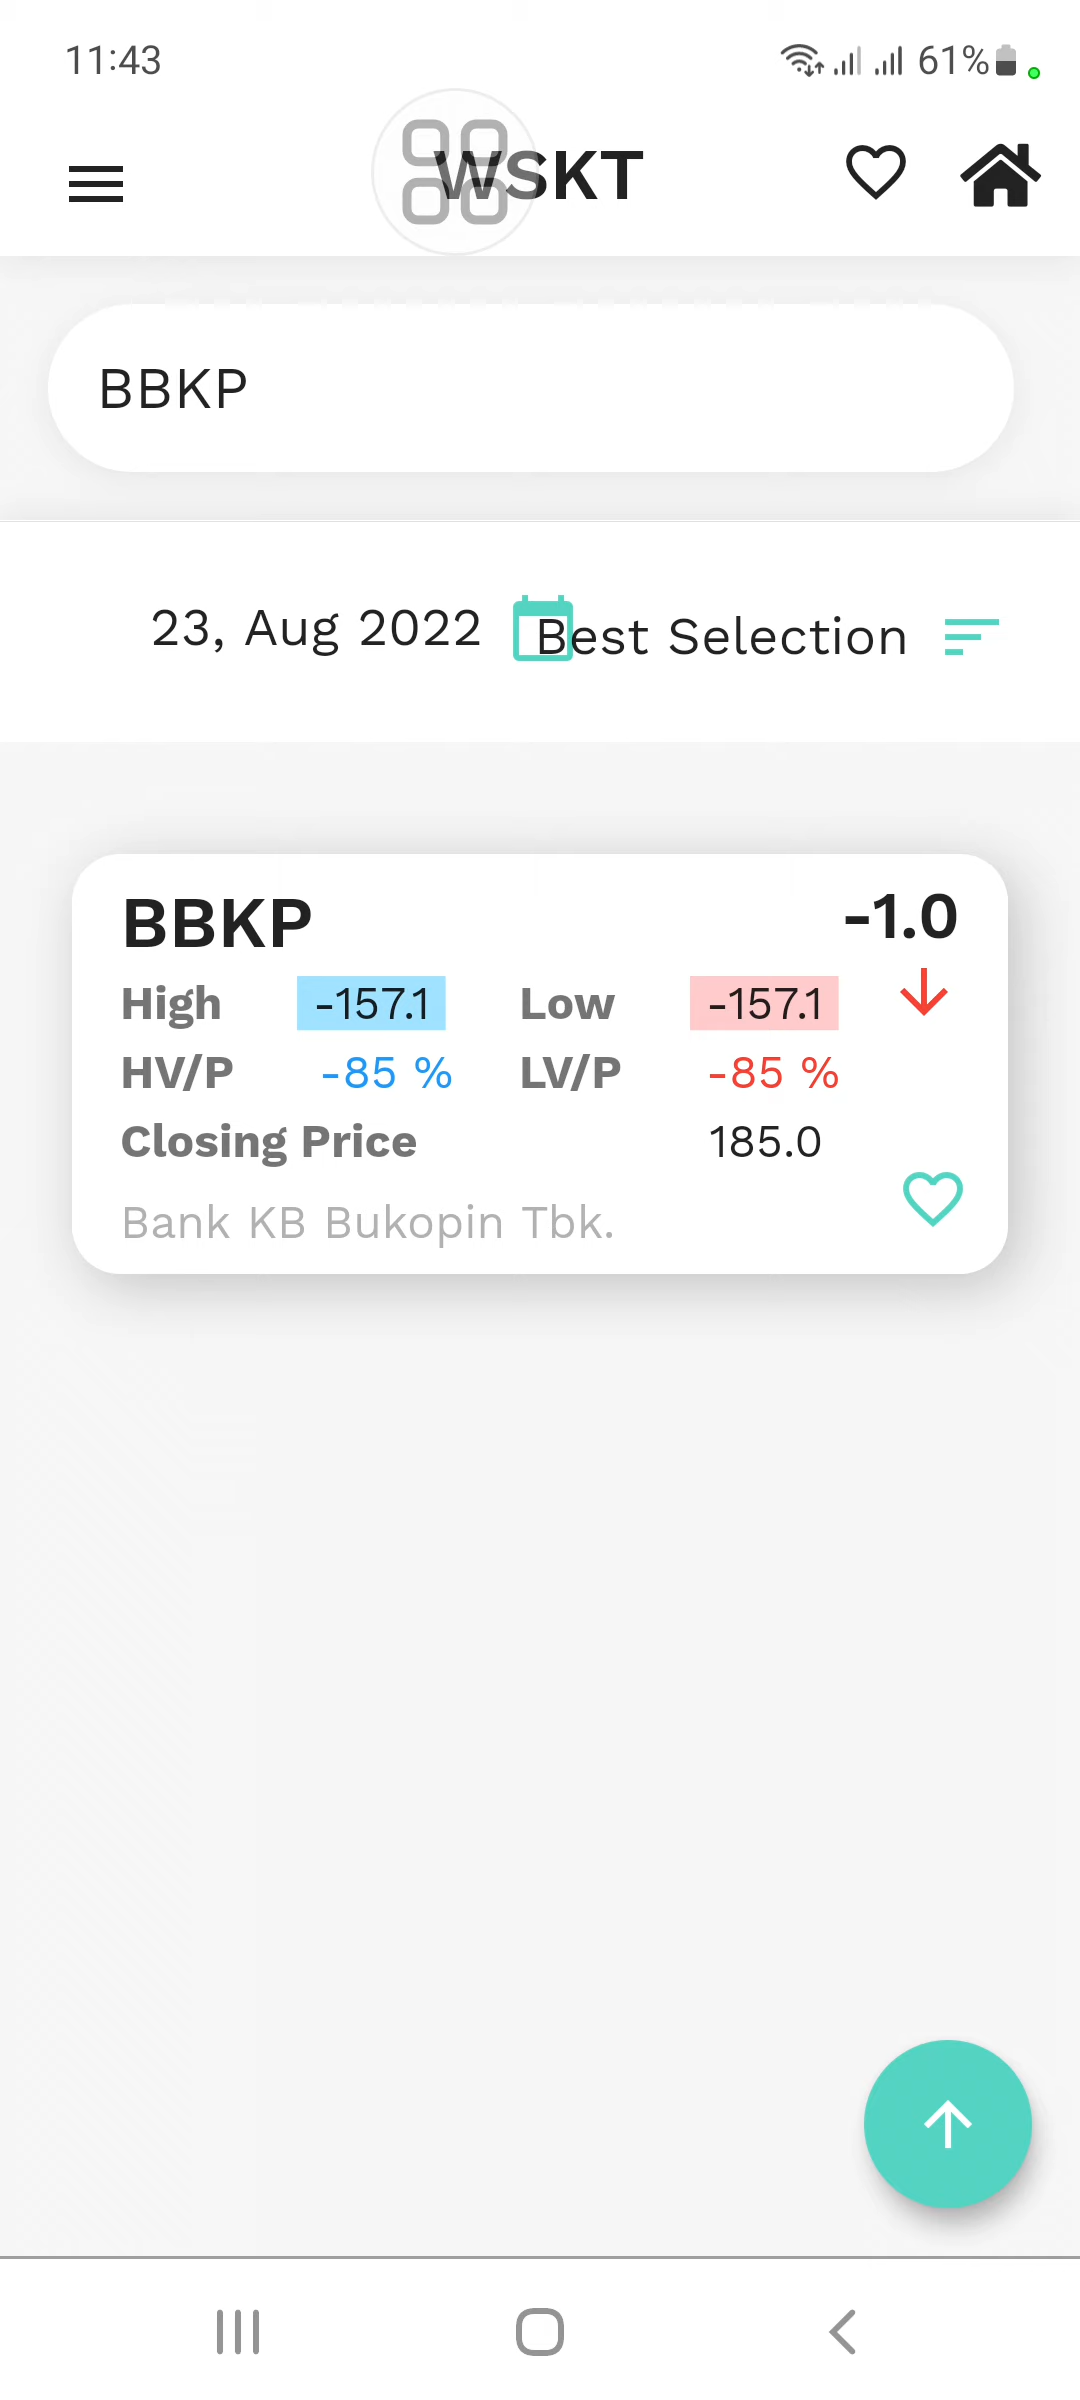 11:43
61%
WSKT
BBKP
23, Aug 2022
Best Selection
BBKP -1.0
High -157.1 Low -157.1
HV/P -85 % LV/P -85 %
Closing Price 185.0
Bank KB Bukopin Tbk.